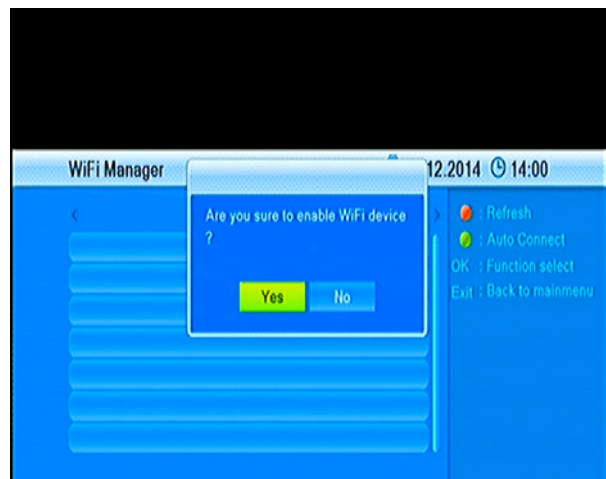 WiFi Manager
12.2014 14:00
Are you sure to enable WiFi device
?
Yes No
: Refresh
: Auto Connect
OK : Function select
Exit : Back to mainmenu